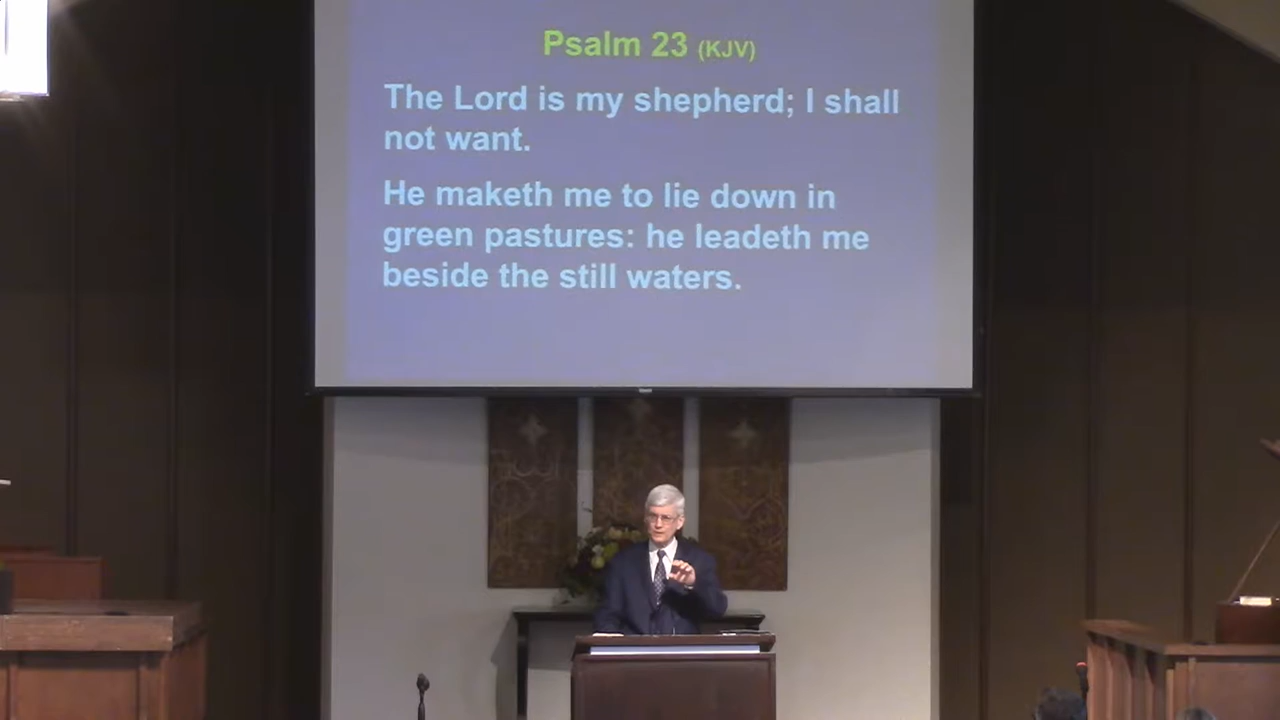 Psalm 23 (KJV)
The Lord is my shepherd; I shall
not want.
He maketh me to lie down in
green pastures: he leadeth me
beside the still waters.